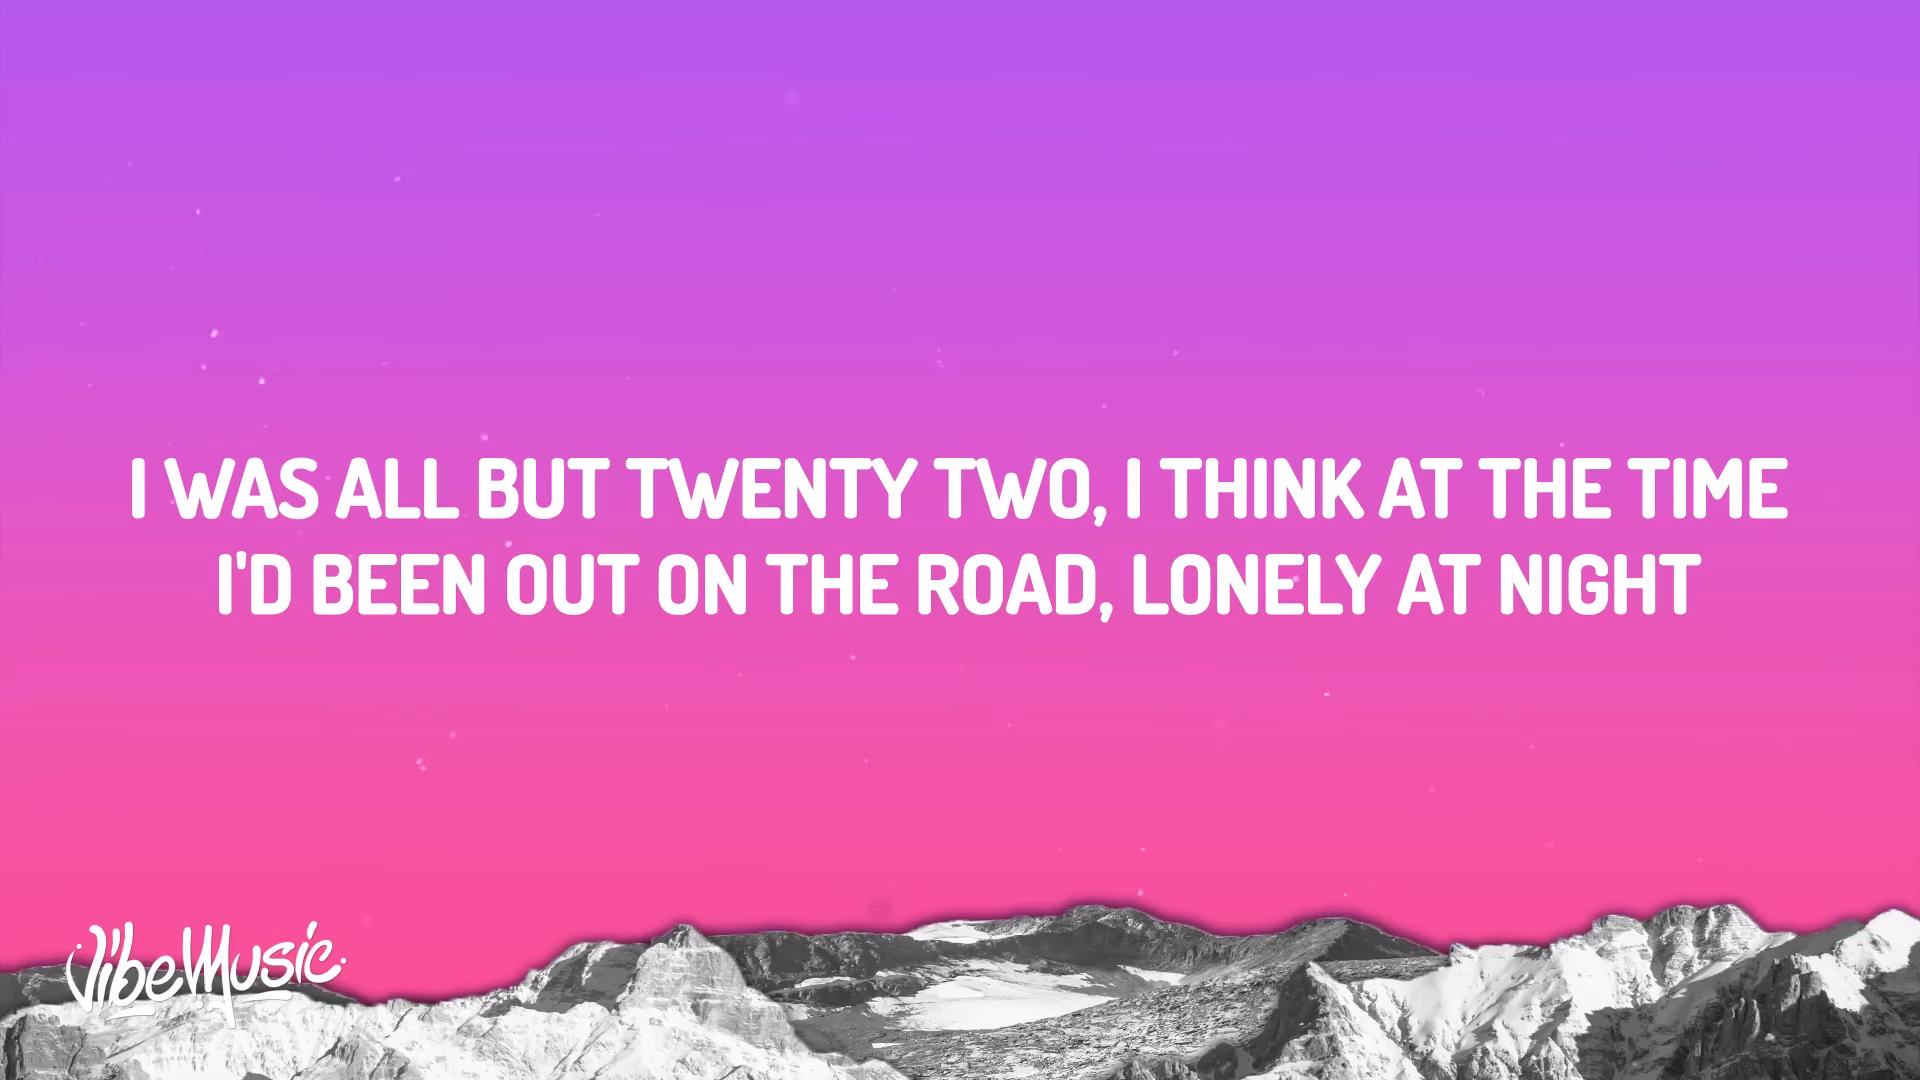 I WAS ALL BUT TWENTY TWO, I THINK AT THE TIME
I'D BEEN OUT ON THE ROAD, LONELY AT NIGHT
VibeMusic